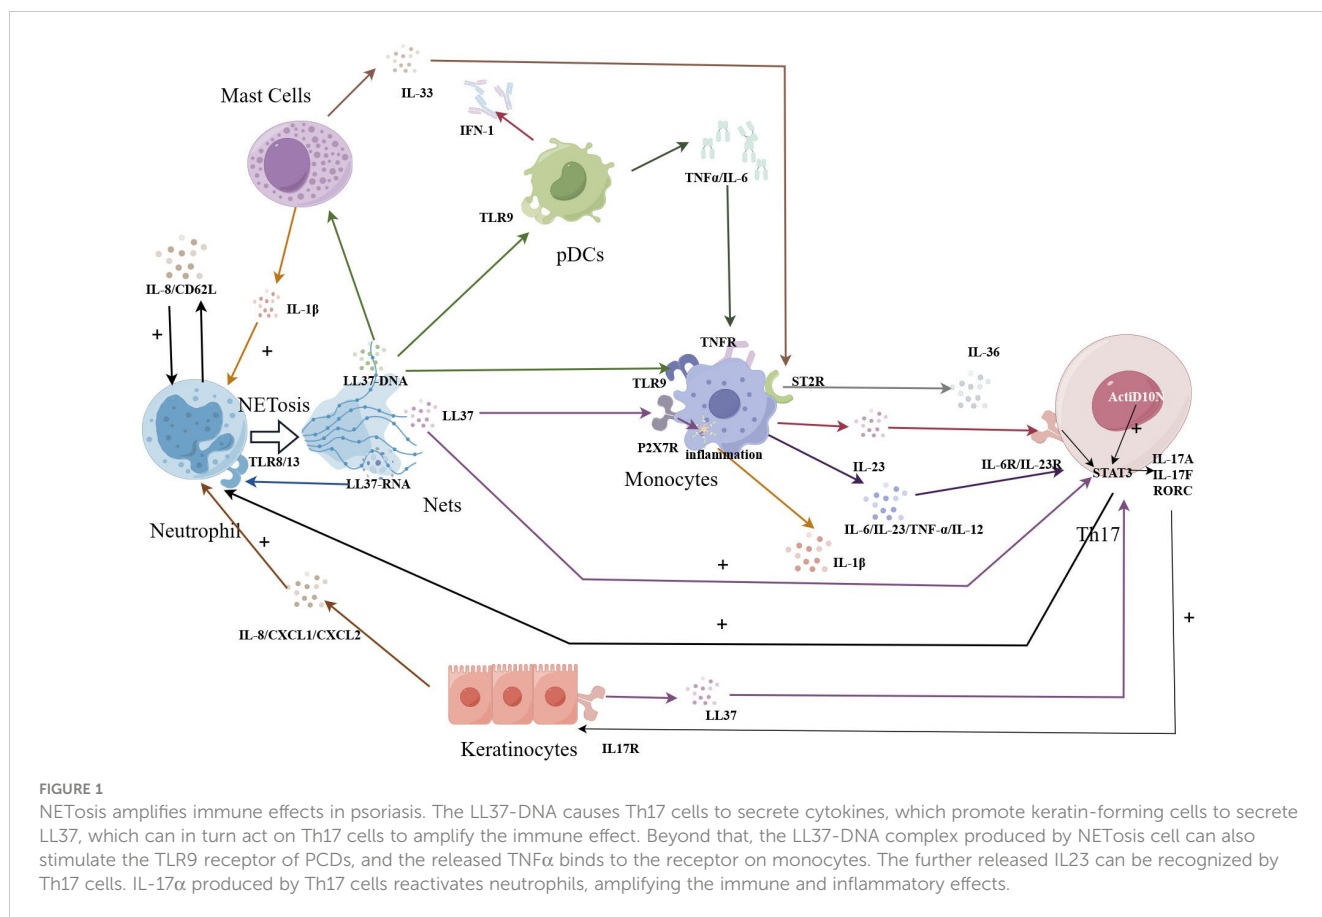 IL-33
Mast Cells
IFN-1
TNFα/IL-6
TLR9
pDCs
IL-8/CD62L
+
IL-1β
+
TNFR
IL-36
LL37-DNA
TLR9
ST2R
ActiD10N
NETosis
LL37
+
P2X7R
inflammation
TLR8/13
IL-23
IL-6R/IL-23R
IL-17A
STAT3
IL-17F
LL37-RNA
Monocytes
RORC
Nets
Neutrophil
IL-6/IL-23/TNF-α/IL-12
Th17
+
IL-1β
+
+
+
IL-8/CXCL1/CXCL2
LL37
Keratinocytes
IL17R
FIGURE 1
NETosis amplifies immune effects in psoriasis. The LL37-DNA causes Th17 cells to secrete cytokines, which promote keratin-forming cells to secrete
LL37, which can in turn act on Th17 cells to amplify the immune effect. Beyond that, the LL37-DNA complex produced by NETosis cell can also
stimulate the TLR9 receptor of PCDs, and the released TNFα binds to the receptor on monocytes. The further released IL23 can be recognized by
Th17 cells. IL-17α produced by Th17 cells reactivates neutrophils, amplifying the immune and inflammatory effects.